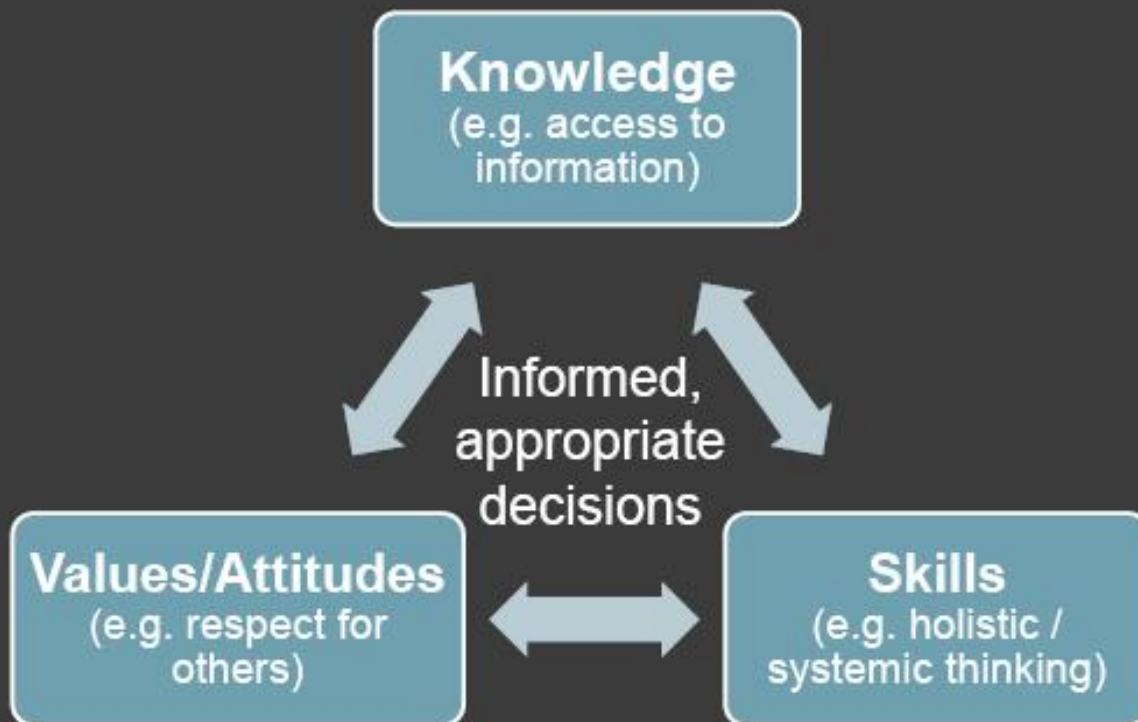 Knowledge
(e.g. access to
information)
Informed,
appropriate
decisions
Values/Attitudes
(e.g. respect for
others)
Skills
(e.g. holistic /
systemic thinking)